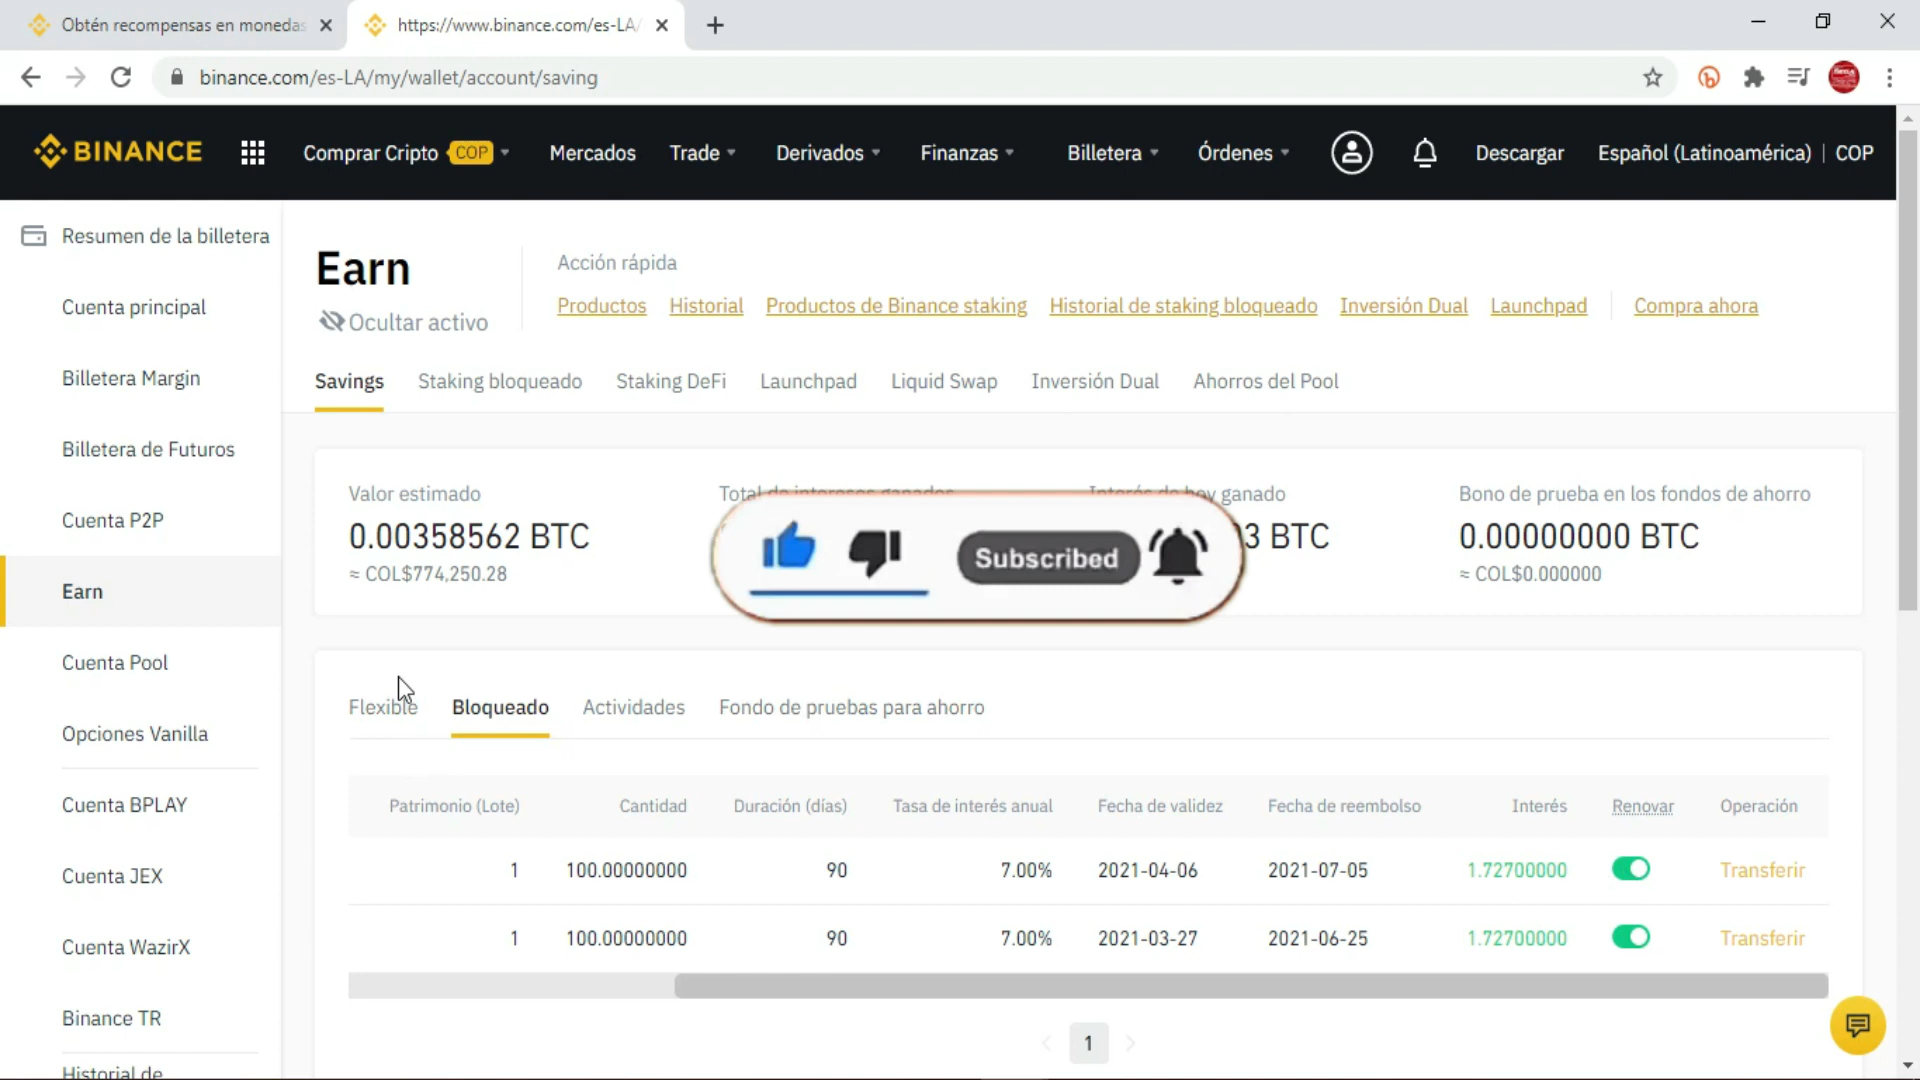 Obtén recompensas en monedas
https://www.binance.com/es-LA/
binance.com/es-LA/my/wallet/account/saving
BINANCE
Comprar Cripto COP
Mercados
Trade
Derivados
Finanzas
Billetera
Órdenes
Descargar
Español (Latinoamérica) | COP
Resumen de la billetera
Cuenta principal
Billetera Margin
Billetera de Futuros
Cuenta P2P
Earn
Cuenta Pool
Opciones Vanilla
Cuenta BPLAY
Cuenta JEX
Cuenta WazirX
Binance TR
Historial de
Earn
Ocultar activo
Acción rápida
Productos Historial Productos de Binance staking Historial de staking bloqueado Inversión Dual Launchpad Compra ahora
Savings Staking bloqueado Staking DeFi Launchpad Liquid Swap Inversión Dual Ahorros del Pool
Valor estimado
0.00358562 BTC
≈ COL$774,250.28
Total de intereses ganados
Interés de hoy ganado
3 BTC
Bono de prueba en los fondos de ahorro
0.00000000 BTC
≈ COL$0.000000
Subscribed
Flexible Bloqueado Actividades Fondo de pruebas para ahorro
Patrimonio (Lote) Cantidad Duración (días) Tasa de interés anual Fecha de validez Fecha de reembolso Interés Renovar Operación
1 100.00000000 90 7.00% 2021-04-06 2021-07-05 1.72700000 Transferir
1 100.00000000 90 7.00% 2021-03-27 2021-06-25 1.72700000 Transferir
1